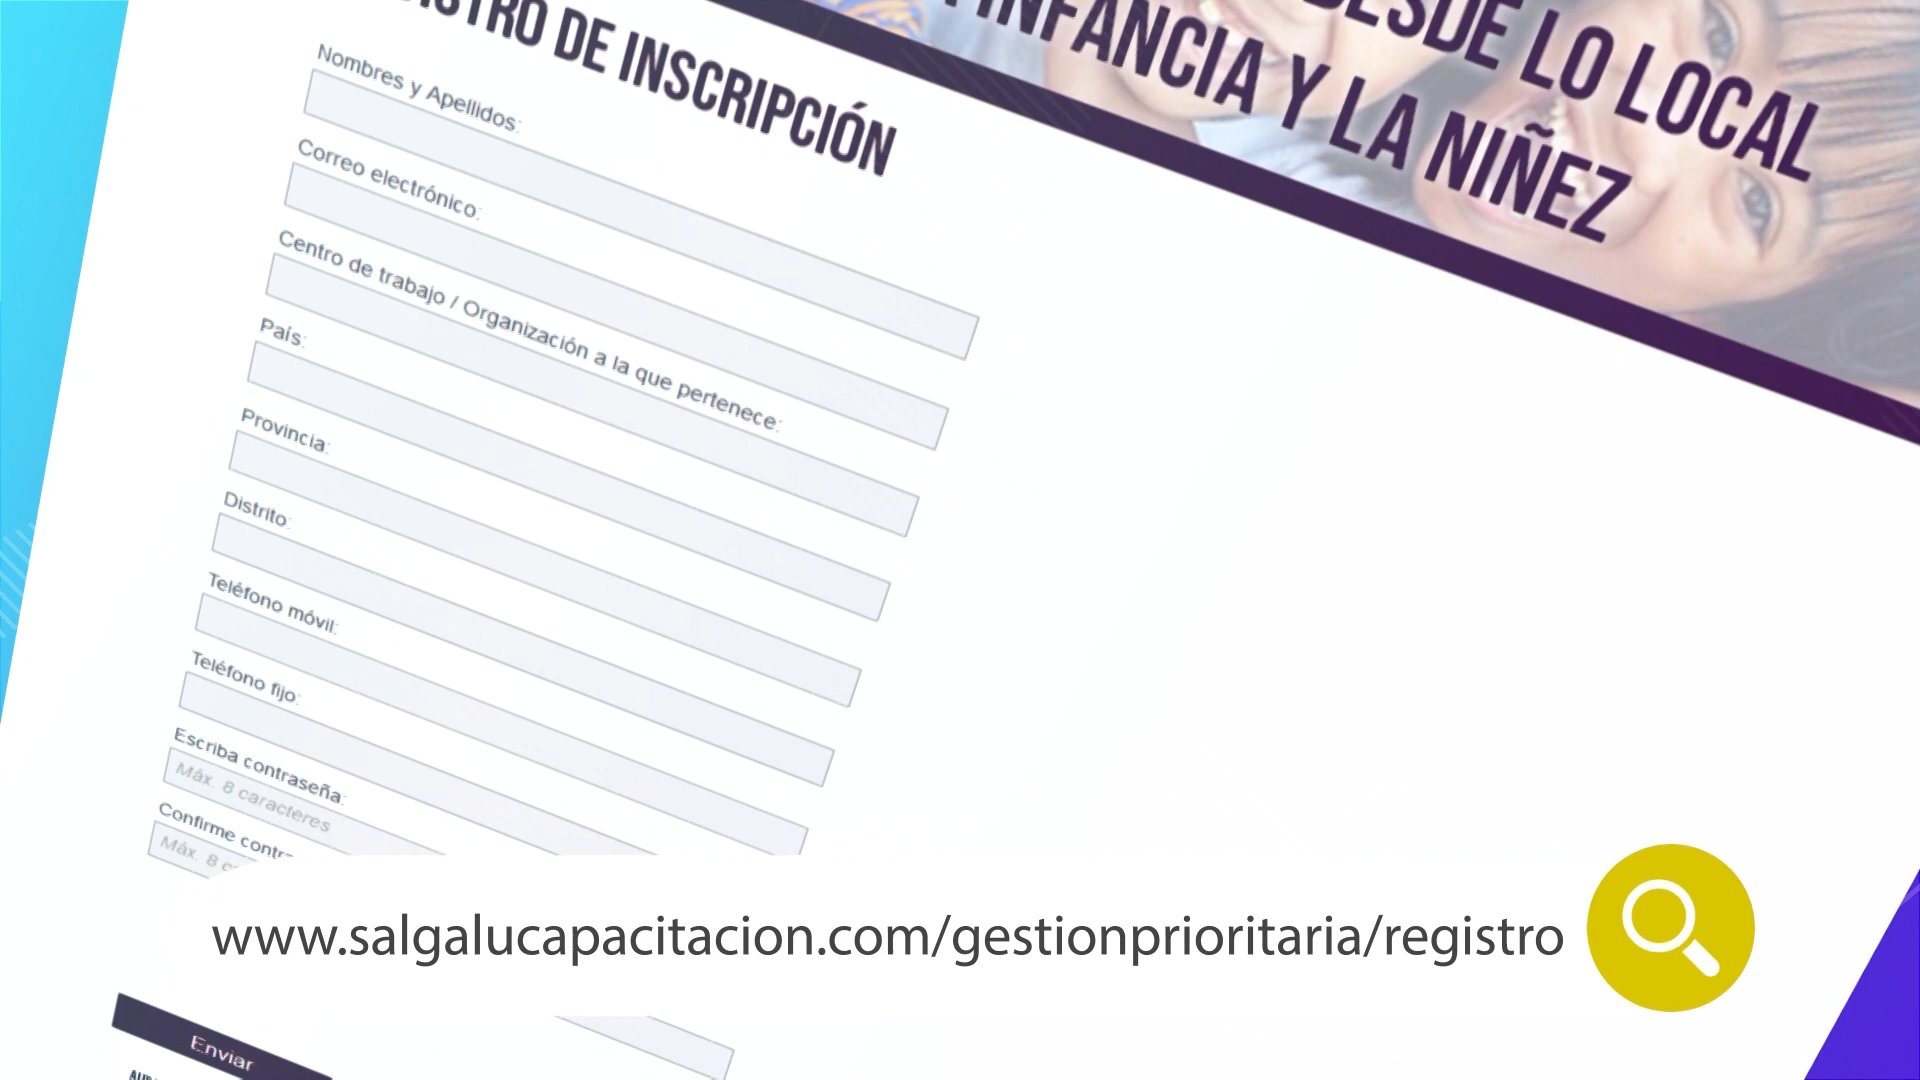 DESDE LO LOCAL
INFANCIA Y LA NIÑEZ
DE INSCRIPCIÓN
Nombres y Apellidos:
Correo electrónico:
Centro de trabajo / Organización a la que pertenece:
País:
Provincia:
Distrito:
Teléfono móvil:
Teléfono fijo:
Escriba contraseña:
Máx. 8 caracteres
Confirme
Máx. 8
www.salgalucapacitacion.com/gestionprioritaria/registro
Enviar